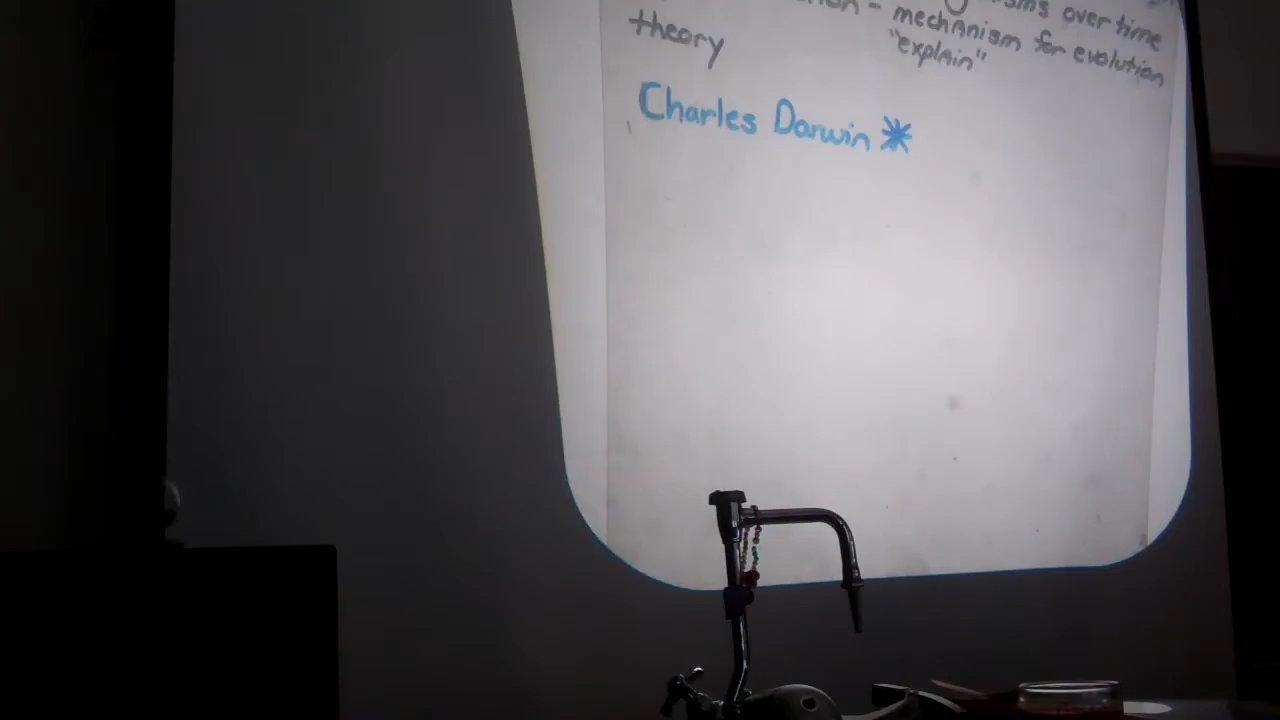 over time
- mechanism for evolution
theory "explain"
Charles Darwin *